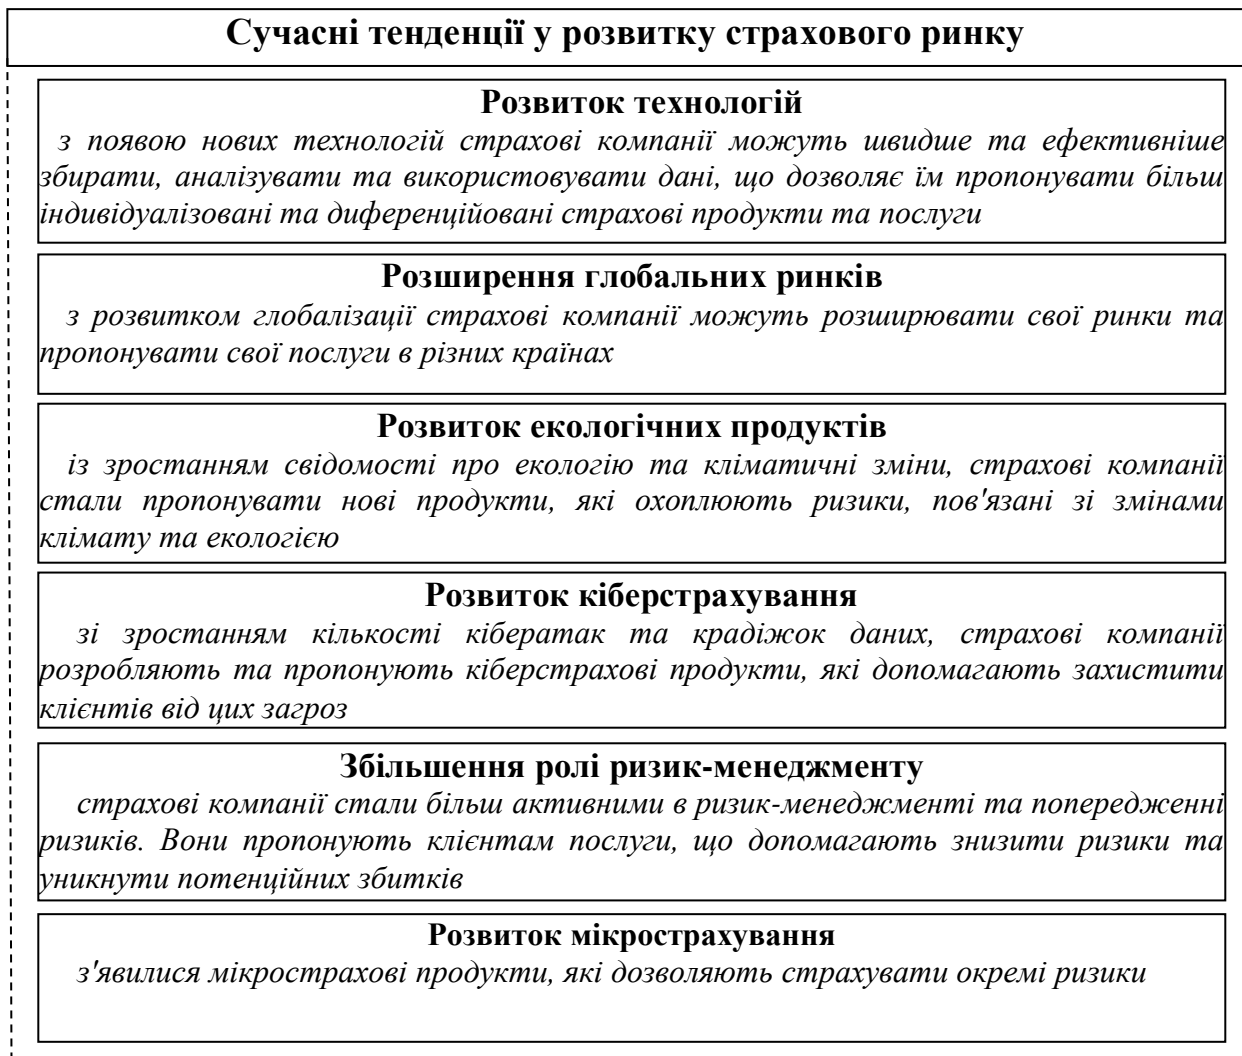 Сучасні тенденції у розвитку страхового ринку
Розвиток технологій
з появою нових технологій страхові компанії можуть швидше та ефективніше
збирати, аналізувати та використовувати дані, що дозволяє їм пропонувати більш
індивідуалізовані та диференційовані страхові продукти та послуги
Розширення глобальних ринків
з розвитком глобалізації страхові компанії можуть розширювати свої ринки та
пропонувати свої послуги в різних країнах
Розвиток екологічних продуктів
із зростанням свідомості про екологію та кліматичні зміни, страхові компанії
стали пропонувати нові продукти, які охоплюють ризики, пов'язані зі змінами
клімату та екологією
Розвиток кіберстрахування
зі зростанням кількості кібератак та крадіжок даних, страхові компанії
розробляють та пропонують кіберстрахові продукти, які допомагають захистити
клієнтів від цих загроз
Збільшення ролі ризик-менеджменту
страхові компанії стали більш активними в ризик-менеджменті та попередженні
ризиків. Вони пропонують клієнтам послуги, що допомагають знизити ризики та
уникнути потенційних збитків
Розвиток мікрострахування
з'явилися мікрострахові продукти, які дозволяють страхувати окремі ризики